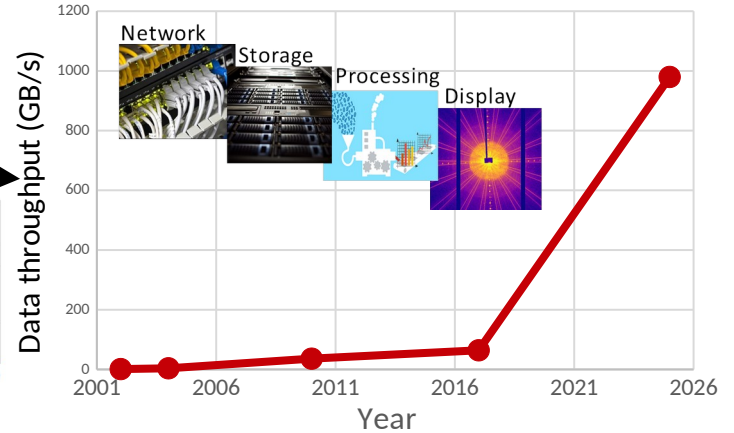 1200
1000
800
600
400
200
0
Data throughput (GB/s)
Network
Storage
Processing
Display
2001 2006 2011 2016 2021 2026
Year